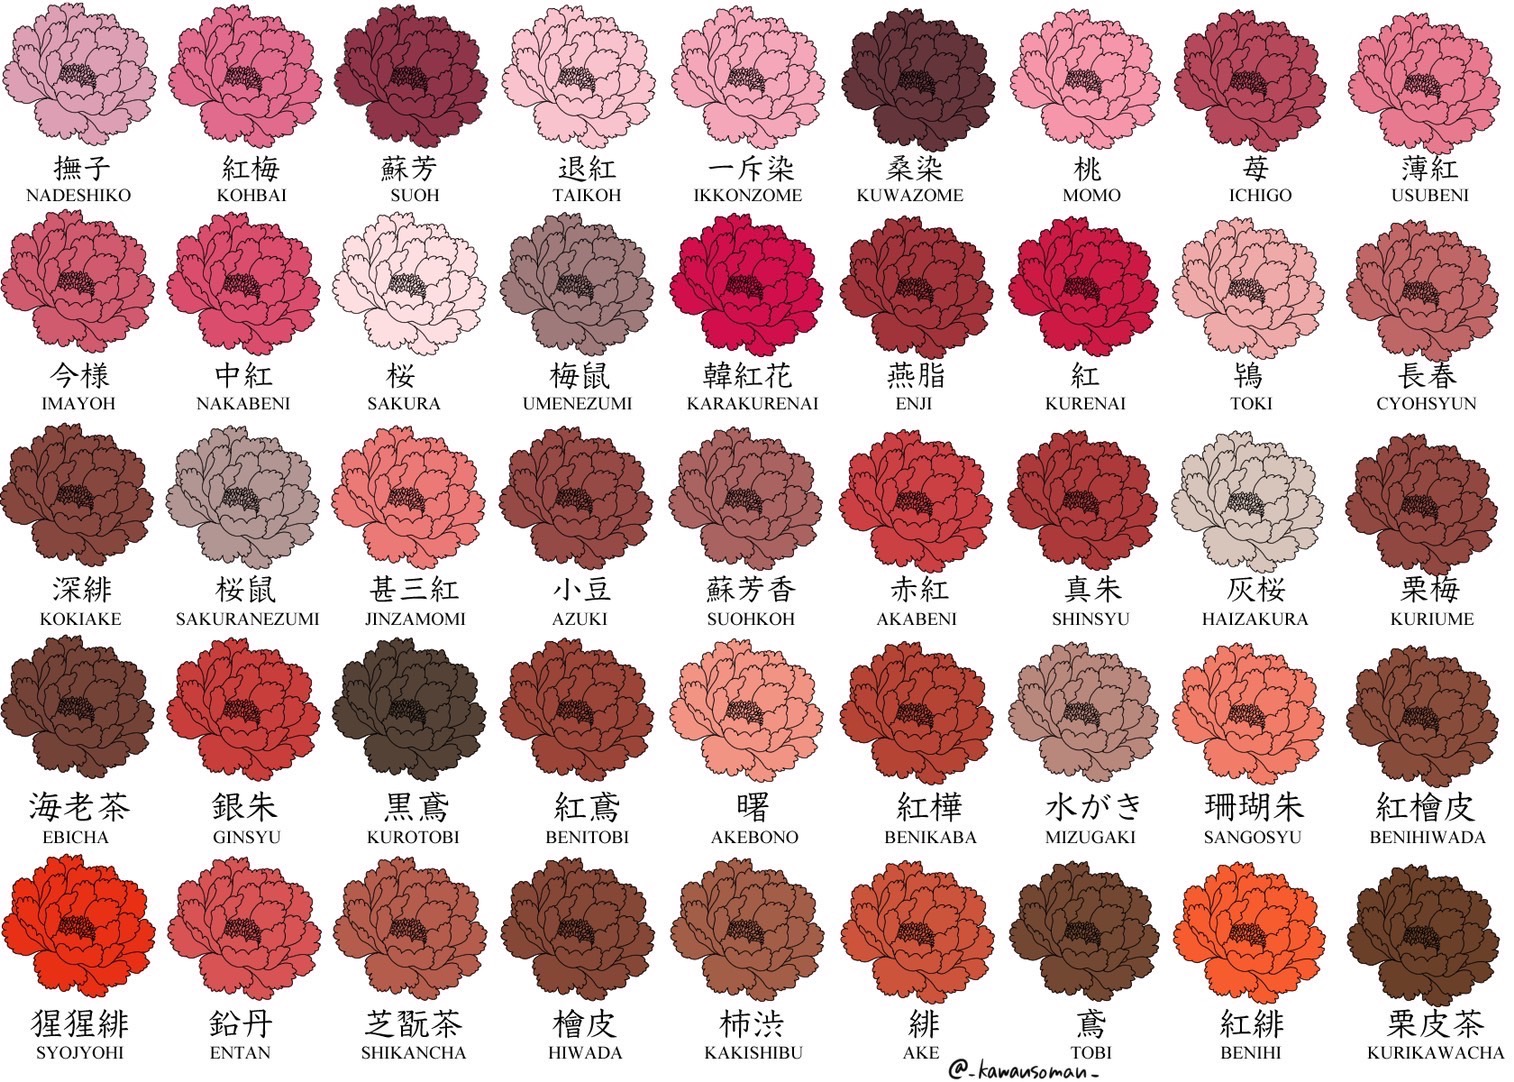 撫子 紅梅 蘇芳 退紅 一斥染 桑染 桃 苺 薄紅
NADESHIKO KOHBAI SUOH TAIKOH IKKONZOME KUWAZOME MOMO ICHIGO USUBENI
今様 中紅 桜 梅鼠 韓紅花 燕脂 紅 鴇 長春
IMAYOH NAKABENI SAKURA UMENEZUMI KARAKURENAI ENJI KURENAI TOKI CYOHSYUN
深緋 桜鼠 甚三紅 小豆 蘇芳香 赤紅 真朱 灰桜 栗梅
KOKIAKE SAKURANEZUMI JINZAMOMI AZUKI SUOHKOH AKABENI SHINSYU HAIZAKURA KURIUME
海老茶 銀朱 黒鳶 紅鳶 曙 紅樺 水がき 珊瑚朱 紅檜皮
EBICHA GINSYU KUROTOBI BENITOBI AKEBONO BENIKABA MIZUGAKI SANGOSYU BENIHIWADA
猩猩緋 鉛丹 芝翫茶 檜皮 柿渋 緋 鳶 紅緋 栗皮茶
SYOJYOHI ENTAN SHIKANCHA HIWADA KAKISHIBU AKE TOBI BENIHI KURIKAWACHA
@_kawausoman_